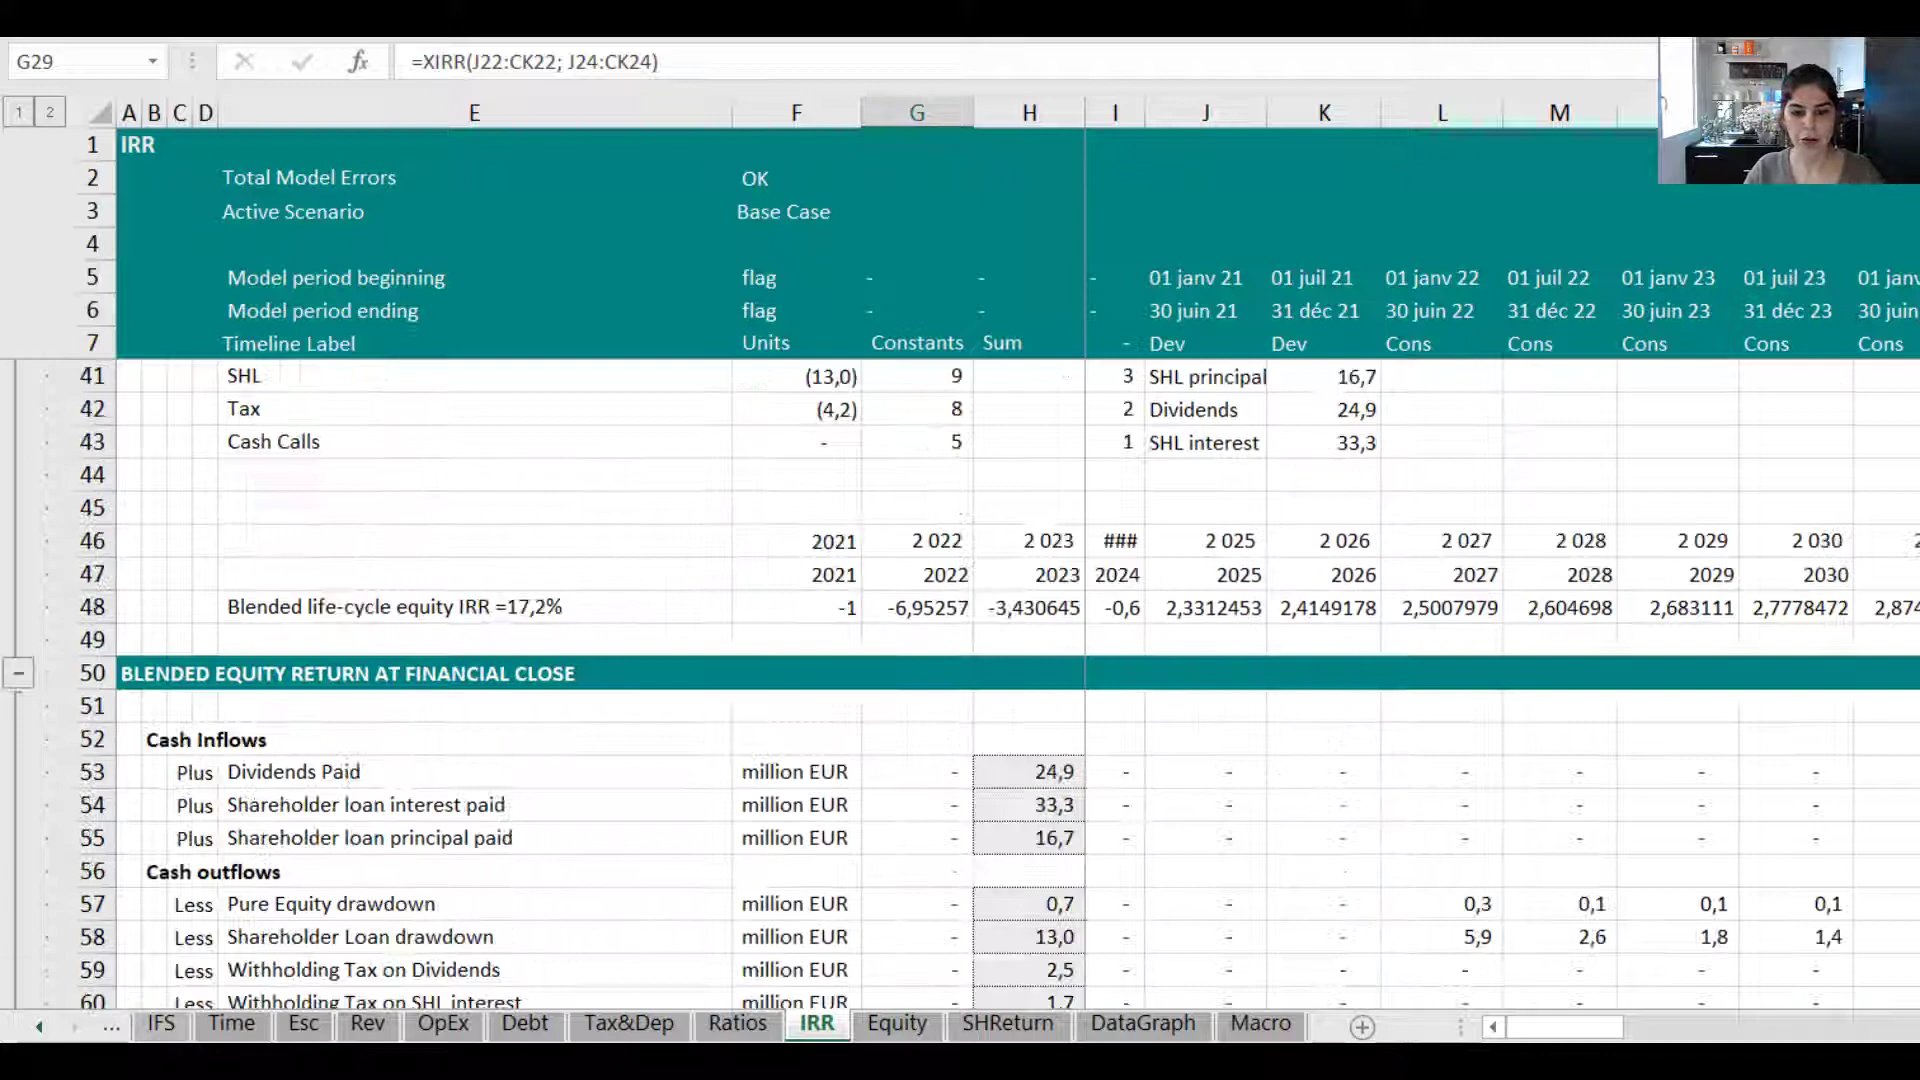 G29 fx =XIRR(J22:CK22; J24:CK24)
1 2 A B C D E F G H I J K L M
1 IRR
2 Total Model Errors OK
3 Active Scenario Base Case
4
5 Model period beginning flag - - - 01 janv 21 01 juil 21 01 janv 22 01 juil 22 01 janv 23 01 juil 23 01 janv
6 Model period ending flag - - - 30 juin 21 31 déc 21 30 juin 22 31 déc 22 30 juin 23 31 déc 23 30 juin
7 Timeline Label Units Constants Sum - Dev Dev Cons Cons Cons Cons Cons
41 SHL (13,0) 9 3 SHL principal 16,7
42 Tax (4,2) 8 2 Dividends 24,9
43 Cash Calls - 5 1 SHL interest 33,3
44
45
46 2021 2 022 2 023 ### 2 025 2 026 2 027 2 028 2 029 2 030 2
47 2021 2022 2023 2024 2025 2026 2027 2028 2029 2030
48 Blended life-cycle equity IRR =17,2% -1 -6,95257 -3,430645 -0,6 2,3312453 2,4149178 2,5007979 2,604698 2,683111 2,7778472 2,874
49
50 BLENDED EQUITY RETURN AT FINANCIAL CLOSE
51
52 Cash Inflows
53 Plus Dividends Paid million EUR - 24,9 - - - - - - -
54 Plus Shareholder loan interest paid million EUR - 33,3 - - - - - - -
55 Plus Shareholder loan principal paid million EUR - 16,7 - - - - - - -
56 Cash outflows
57 Less Pure Equity drawdown million EUR - 0,7 - - - 0,3 0,1 0,1 0,1
58 Less Shareholder Loan drawdown million EUR - 13,0 - - - 5,9 2,6 1,8 1,4
59 Less Withholding Tax on Dividends million EUR - 2,5 - - - - - - -
60 Less Withholding Tax on SHL interest million EUR - 1,7 - - - - - - -
... IFS Time Esc Rev OpEx Debt Tax&Dep Ratios IRR Equity SHReturn DataGraph Macro